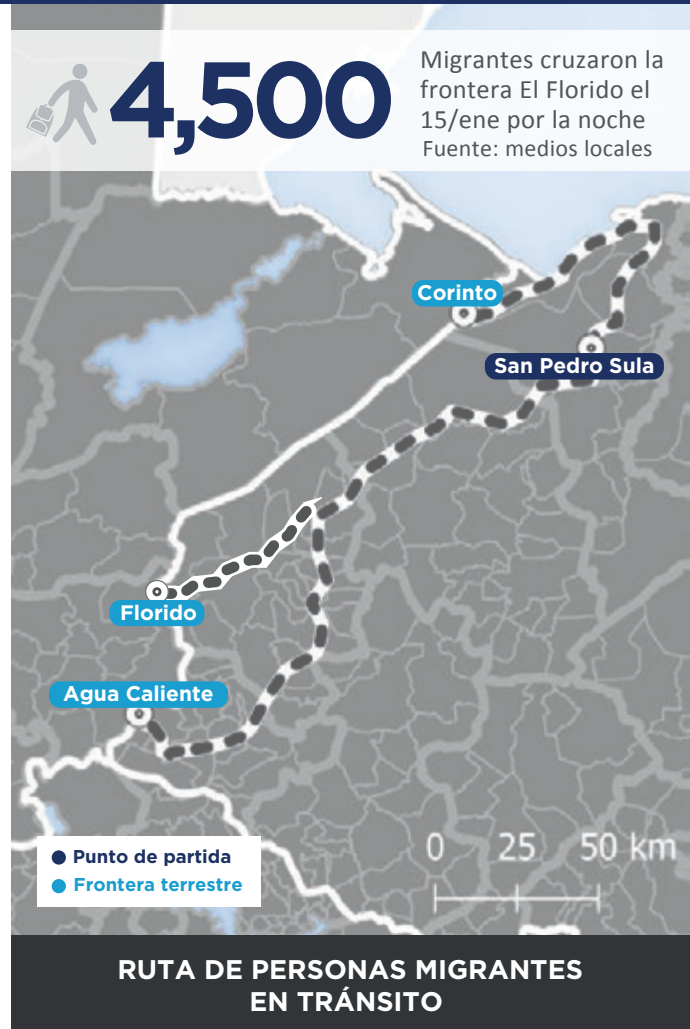 4,500
Migrantes cruzaron la
frontera El Florido el
15/ene por la noche
Fuente: medios locales
Corinto
San Pedro Sula
Florido
Agua Caliente
Punto de partida
Frontera terrestre
0 25 50 km
RUTA DE PERSONAS MIGRANTES
EN TRÁNSITO